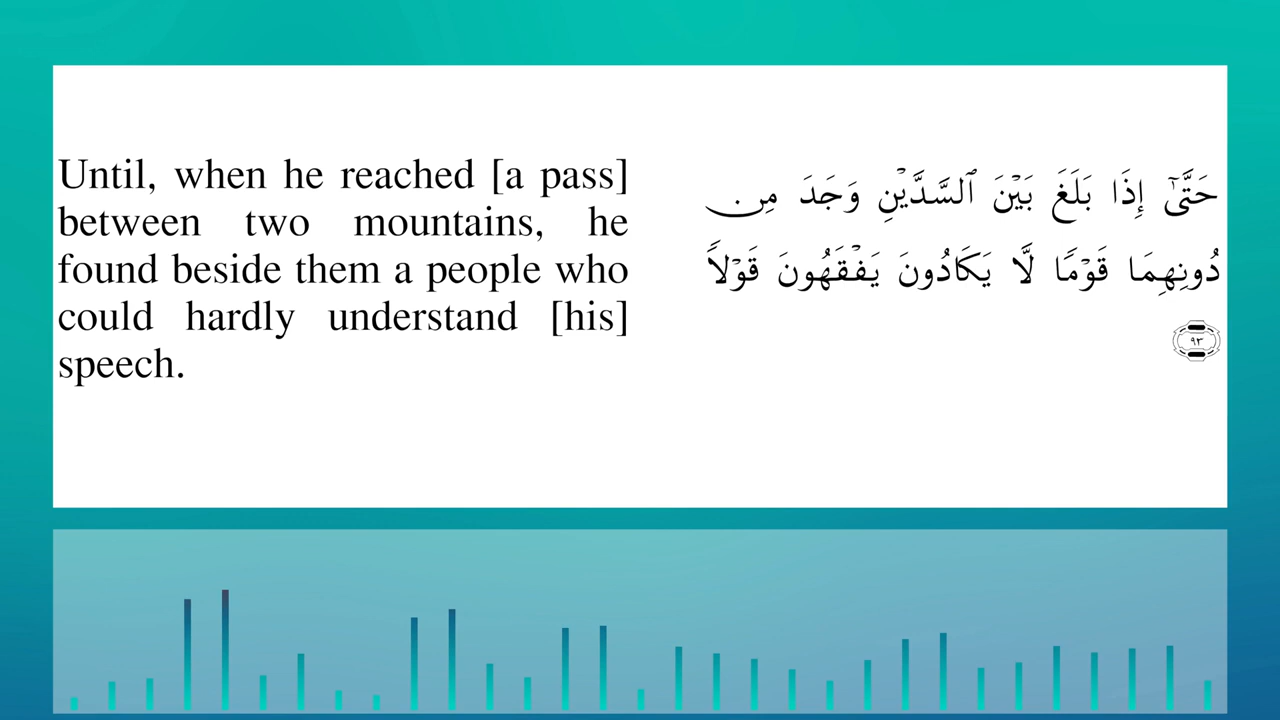 Until, when he reached [a pass]
between two mountains, he
found beside them a people who
could hardly understand [his]
speech.
حَتَّىٰٓ إِذَا بَلَغَ بَيْنَ ٱلسَّدَّيْنِ وَجَدَ مِن
دُونِهِمَا قَوْمًا لَّا يَكَادُونَ يَفْقَهُونَ قَوْلًا
٩٣